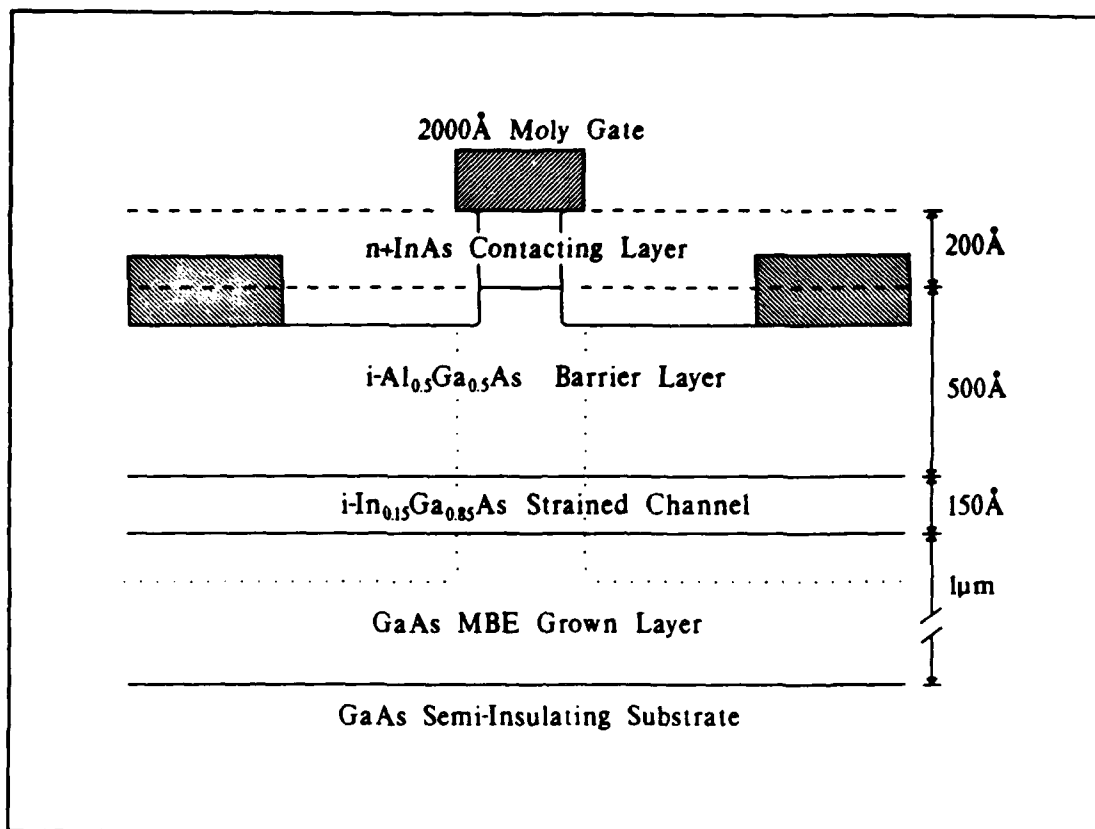 2000Å Moly Gate
n+InAs Contacting Layer
200Å
i-Al0.5Ga0.5As Barrier Layer
500Å
i-In0.15Ga0.85As Strained Channel
150Å
1µm
GaAs MBE Grown Layer
GaAs Semi-Insulating Substrate